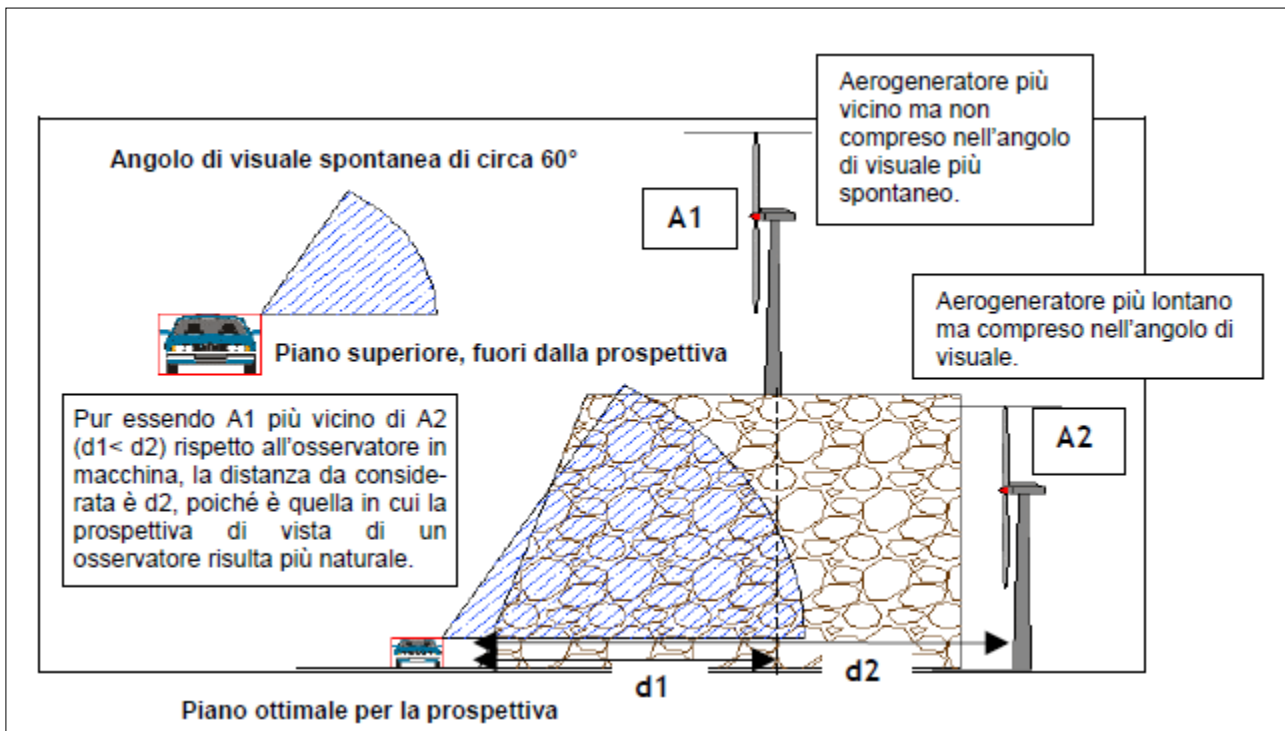 Aerogeneratore più
vicino ma non
compreso nell'angolo
di visuale più
spontaneo.
Angolo di visuale spontanea di circa 60°
A1
Aerogeneratore più lontano
ma compreso nell'angolo di
visuale.
Piano superiore, fuori dalla prospettiva
Pur essendo A1 più vicino di A2
(d1< d2) rispetto all'osservatore in
macchina, la distanza da conside-
rata è d2, poiché è quella in cui la
prospettiva di vista di un
osservatore risulta più naturale.
A2
d1
d2
Piano ottimale per la prospettiva